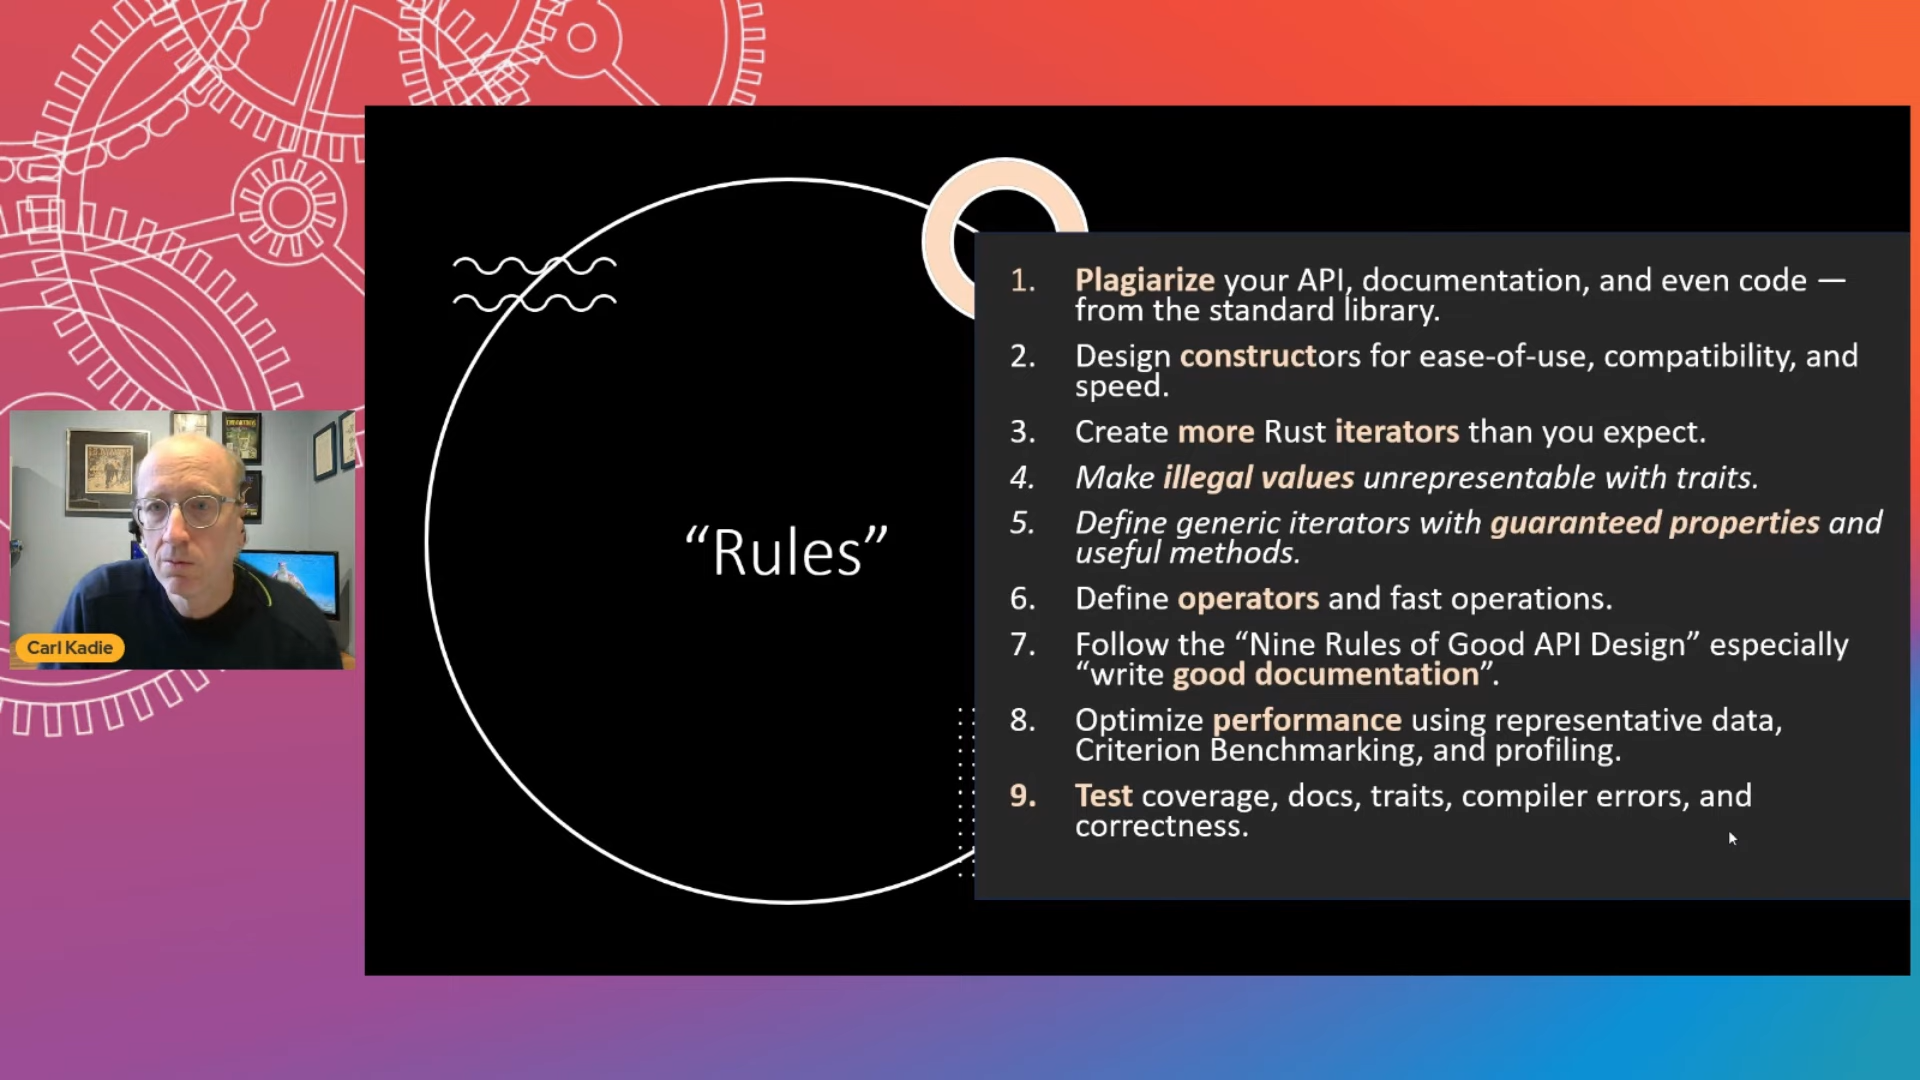 “Rules”
1. Plagiarize your API, documentation, and even code —
from the standard library.
2. Design constructors for ease-of-use, compatibility, and
speed.
3. Create more Rust iterators than you expect.
4. Make illegal values unrepresentable with traits.
5. Define generic iterators with guaranteed properties and
useful methods.
6. Define operators and fast operations.
7. Follow the “Nine Rules of Good API Design” especially
“write good documentation”.
8. Optimize performance using representative data,
Criterion Benchmarking, and profiling.
9. Test coverage, docs, traits, compiler errors, and
correctness.
Carl Kadie